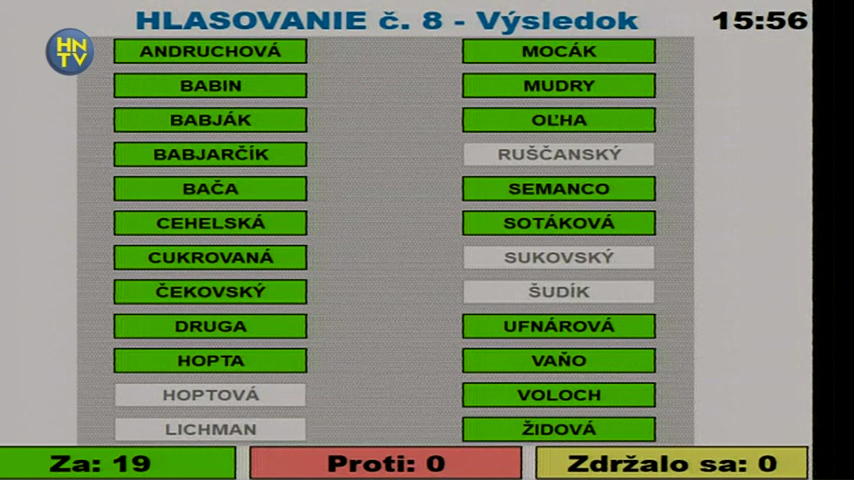 HLASOVANIE č. 8 - Výsledok 15:56
HN
TV
ANDRUCHOVÁ
BABIN
BABJÁK
BABJARČÍK
BAČA
CEHELSKÁ
CUKROVANÁ
ČEKOVSKÝ
DRUGA
HOPTA
HOPTOVÁ
LICHMAN
MOCÁK
MUDRY
OĽHA
RUŠČANSKÝ
SEMANCO
SOTÁKOVÁ
SUKOVSKÝ
ŠUDÍK
UFNÁROVÁ
VAŇO
VOLOCH
ŽIDOVÁ
Za: 19 Proti: 0 Zdržalo sa: 0